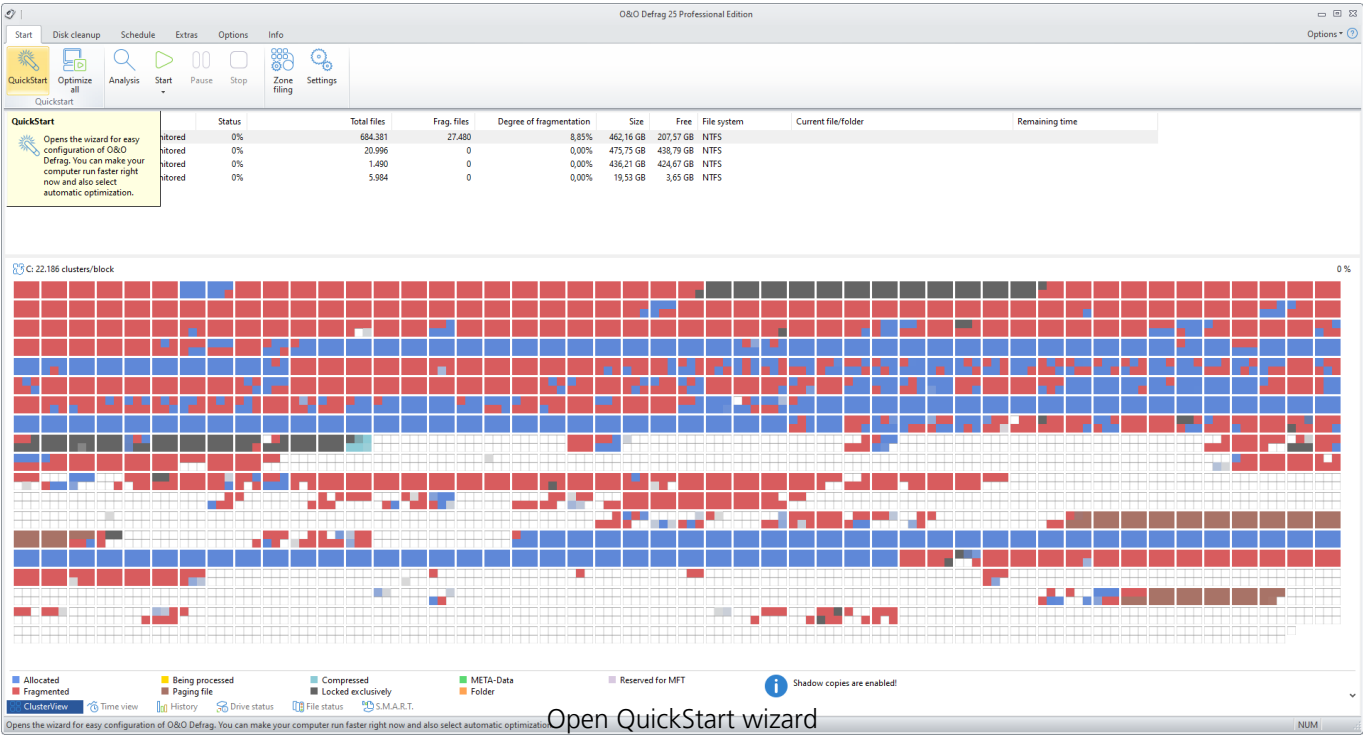 O&O Defrag 25 Professional Edition
Start Disk cleanup Schedule Extras Options Info Options
QuickStart Optimize all Analysis Start Pause Stop Zone filing Settings
Quickstart
Status Total files Frag. files Degree of fragmentation Size Free File system Current file/folder Remaining time
nitored 0% 684.381 27.480 8,85% 462,16 GB 207,57 GB NTFS
nitored 0% 20.996 0 0,00% 475,75 GB 438,79 GB NTFS
nitored 0% 1.490 0 0,00% 436,21 GB 424,67 GB NTFS
nitored 0% 5.984 0 0,00% 19,53 GB 3,65 GB NTFS
QuickStart
Opens the wizard for easy
configuration of O&O
Defrag. You can make your
computer run faster right
now and also select
automatic optimization.
C: 22.186 clusters/block 0 %
Allocated Being processed Compressed META-Data Reserved for MFT
Fragmented Paging file Locked exclusively Folder
Shadow copies are enabled!
ClusterView Time view History Drive status File status S.M.A.R.T.
Opens the wizard for easy configuration of O&O Defrag. You can make your computer run faster right now and also select automatic optimization. NUM
Open QuickStart wizard